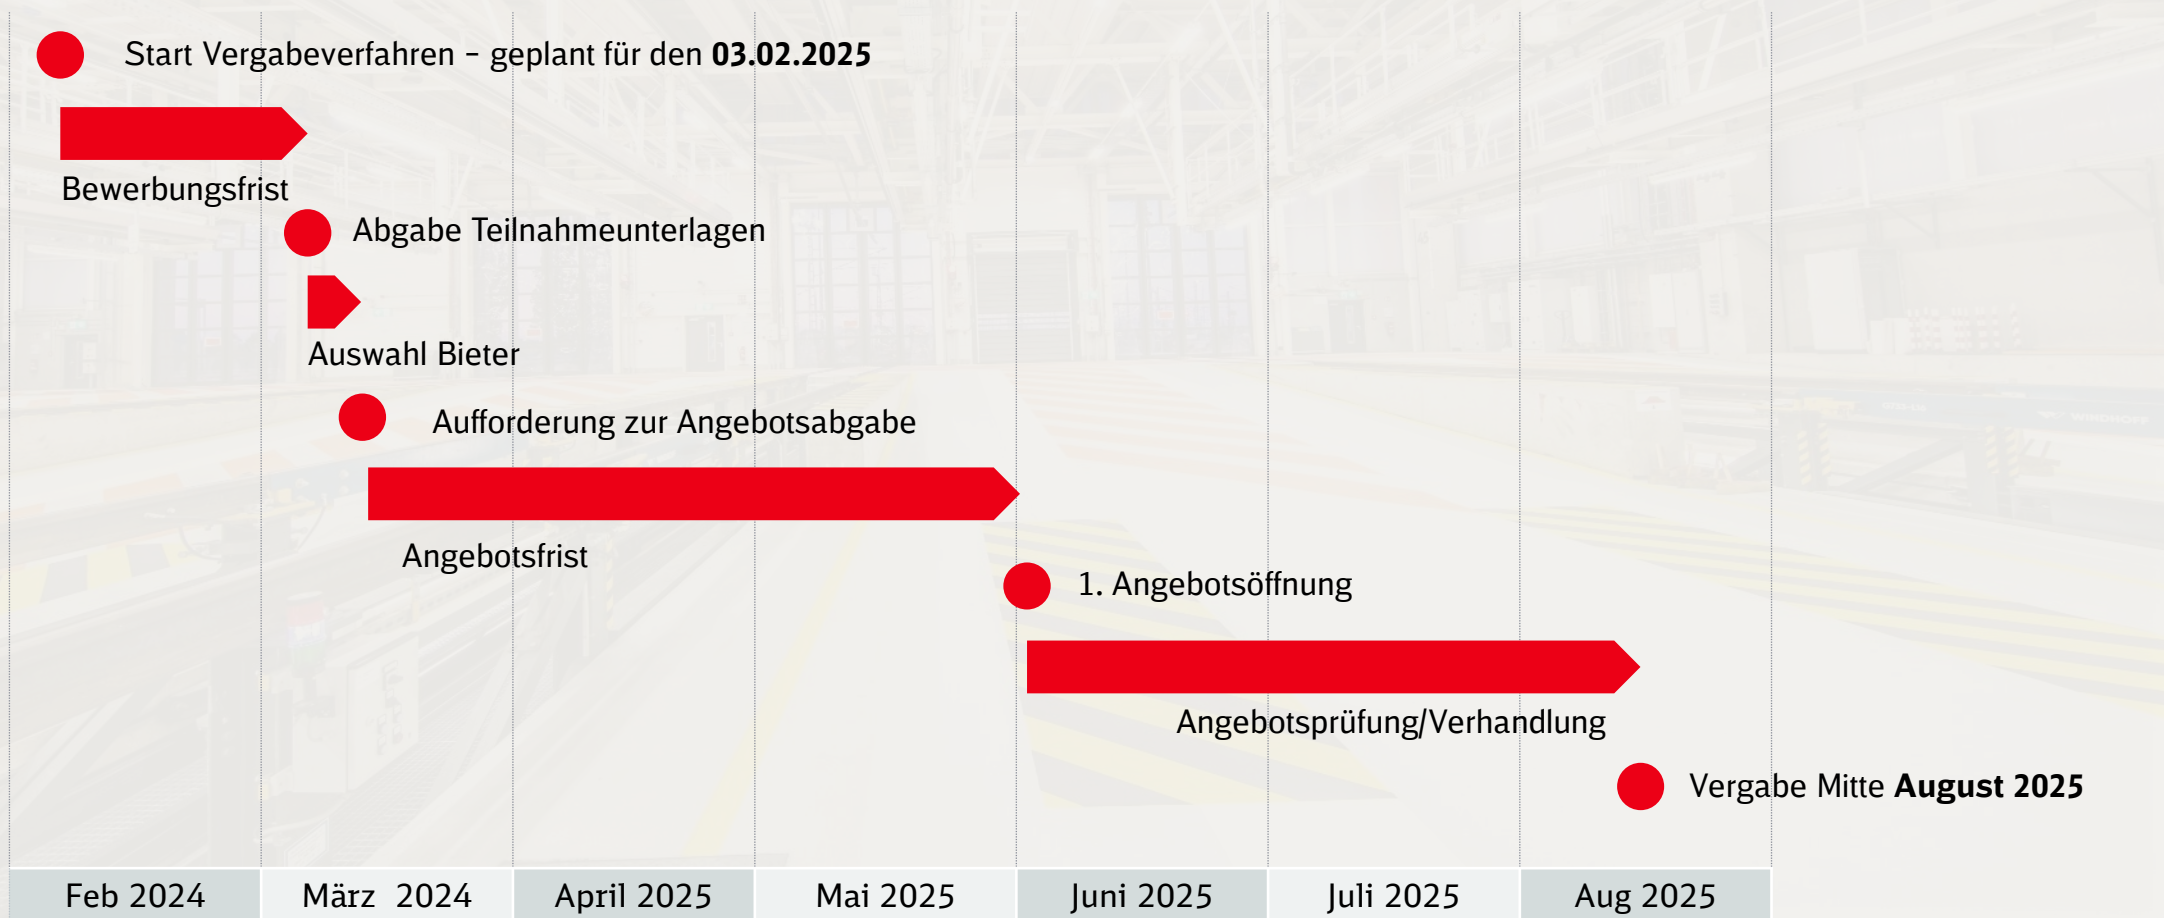 Start Vergabeverfahren – geplant für den 03.02.2025
Bewerbungsfrist
Abgabe Teilnahmeunterlagen
Auswahl Bieter
Aufforderung zur Angebotsabgabe
Angebotsfrist
1. Angebotsöffnung
Angebotsprüfung/Verhandlung
Vergabe Mitte August 2025
Feb 2024
März 2024
April 2025
Mai 2025
Juni 2025
Juli 2025
Aug 2025